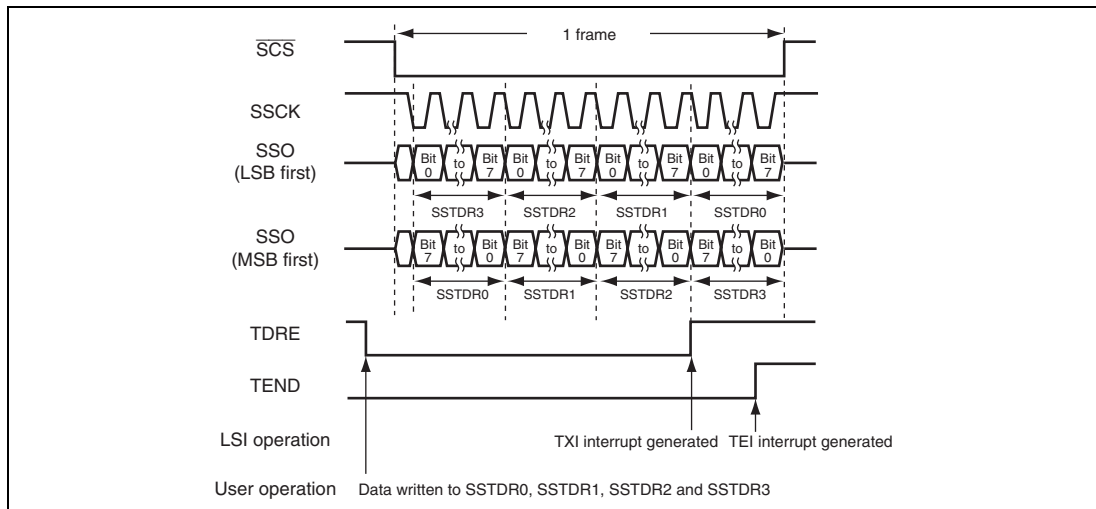 1 frame
SCS
SSCK
SSO
(LSB first)
Bit 0 to Bit 7 Bit 0 to Bit 7 Bit 0 to Bit 7 Bit 0 to Bit 7
SSTDR3 SSTDR2 SSTDR1 SSTDR0
SSO
(MSB first)
Bit 7 to Bit 0 Bit 7 to Bit 0 Bit 7 to Bit 0 Bit 7 to Bit 0
SSTDR0 SSTDR1 SSTDR2 SSTDR3
TDRE
TEND
LSI operation TXI interrupt generated TEI interrupt generated
User operation Data written to SSTDR0, SSTDR1, SSTDR2 and SSTDR3